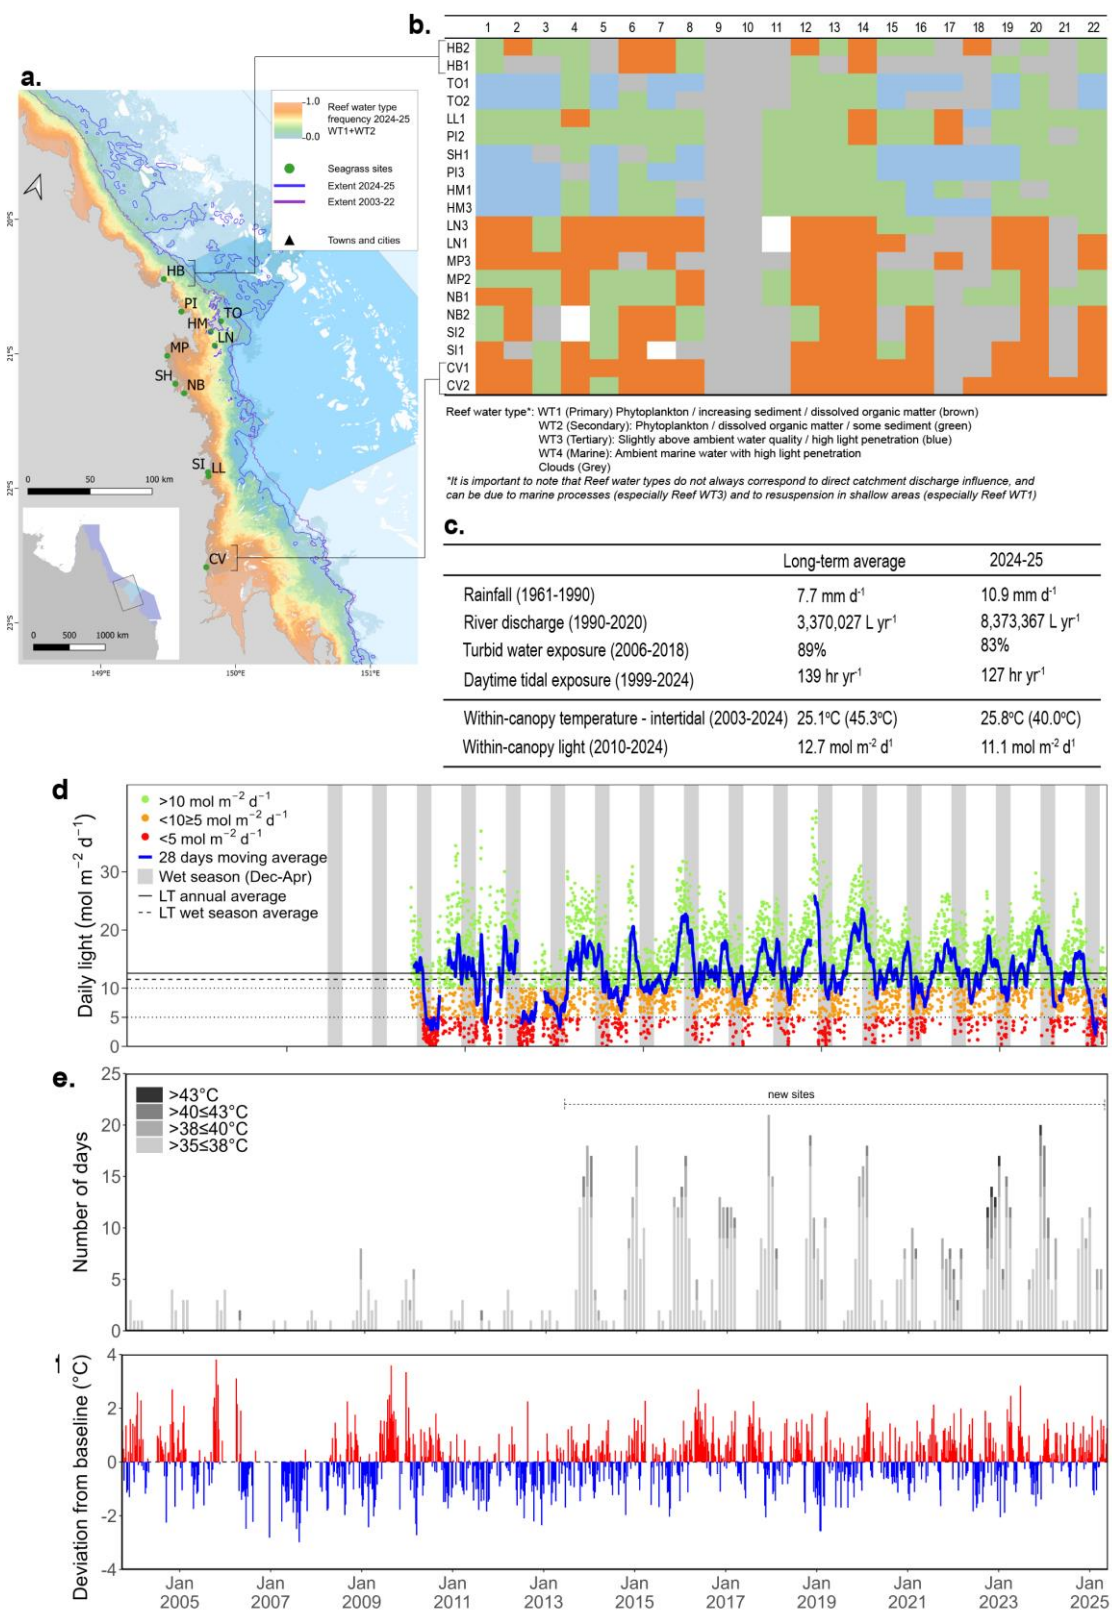 a.
1.0
0.0
Reef water type
frequency 2024-25
WT1+WT2
Seagrass sites
Extent 2024-25
Extent 2003-22
Towns and cities
20°S
21°S
22°S
23°S
HB
PI
TO
HM
LN
MP
SH
NB
SI
LL
CV
0 50 100 km
0 500 1000 km
149°E
150°E
151°E
b.
1 2 3 4 5 6 7 8 9 10 11 12 13 14 15 16 17 18 19 20 21 22
HB2
HB1
TO1
TO2
LL1
PI2
SH1
PI3
HM1
HM3
LN3
LN1
MP3
MP2
NB1
NB2
SI2
SI1
CV1
CV2
Reef water type*: WT1 (Primary) Phytoplankton / increasing sediment / dissolved organic matter (brown)
WT2 (Secondary): Phytoplankton / dissolved organic matter / some sediment (green)
WT3 (Tertiary): Slightly above ambient water quality / high light penetration (blue)
WT4 (Marine): Ambient marine water with high light penetration
Clouds (Grey)
*It is important to note that Reef water types do not always correspond to direct catchment discharge influence, and
can be due to marine processes (especially Reef WT3) and to resuspension in shallow areas (especially Reef WT1)
c.
Long-term average 2024-25
Rainfall (1961-1990) 7.7 mm d⁻¹ 10.9 mm d⁻¹
River discharge (1990-2020) 3,370,027 L yr⁻¹ 8,373,367 L yr⁻¹
Turbid water exposure (2006-2018) 89% 83%
Daytime tidal exposure (1999-2024) 139 hr yr⁻¹ 127 hr yr⁻¹
Within-canopy temperature - intertidal (2003-2024) 25.1ºC (45.3ºC) 25.8ºC (40.0ºC)
Within-canopy light (2010-2024) 12.7 mol m⁻² d¹ 11.1 mol m⁻² d¹
d
Daily light (mol m⁻² d⁻¹)
30
20
10
5
0
>10 mol m⁻² d⁻¹
<10≥5 mol m⁻² d⁻¹
<5 mol m⁻² d⁻¹
28 days moving average
Wet season (Dec-Apr)
LT annual average
LT wet season average
e.
Number of days
25
20
15
10
5
0
>43°C
>40≤43°C
>38≤40°C
>35≤38°C
new sites
Deviation from baseline (°C)
4
2
0
-2
-4
Jan Jan Jan Jan Jan Jan Jan Jan Jan Jan Jan
2005 2007 2009 2011 2013 2015 2017 2019 2021 2023 2025